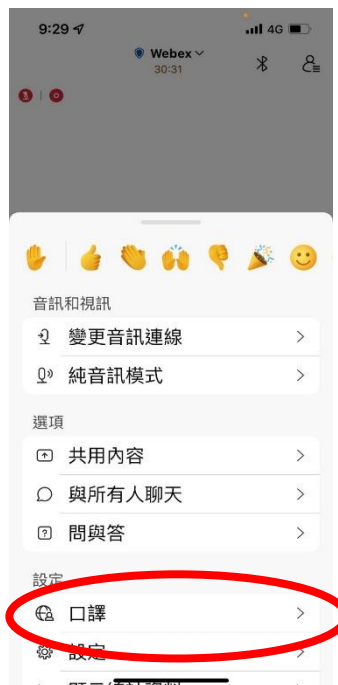 9:29
4G
Webex
30:31
音訊和視訊
變更音訊連線
純音訊模式
選項
共用內容
與所有人聊天
問與答
設定
口譯
設定